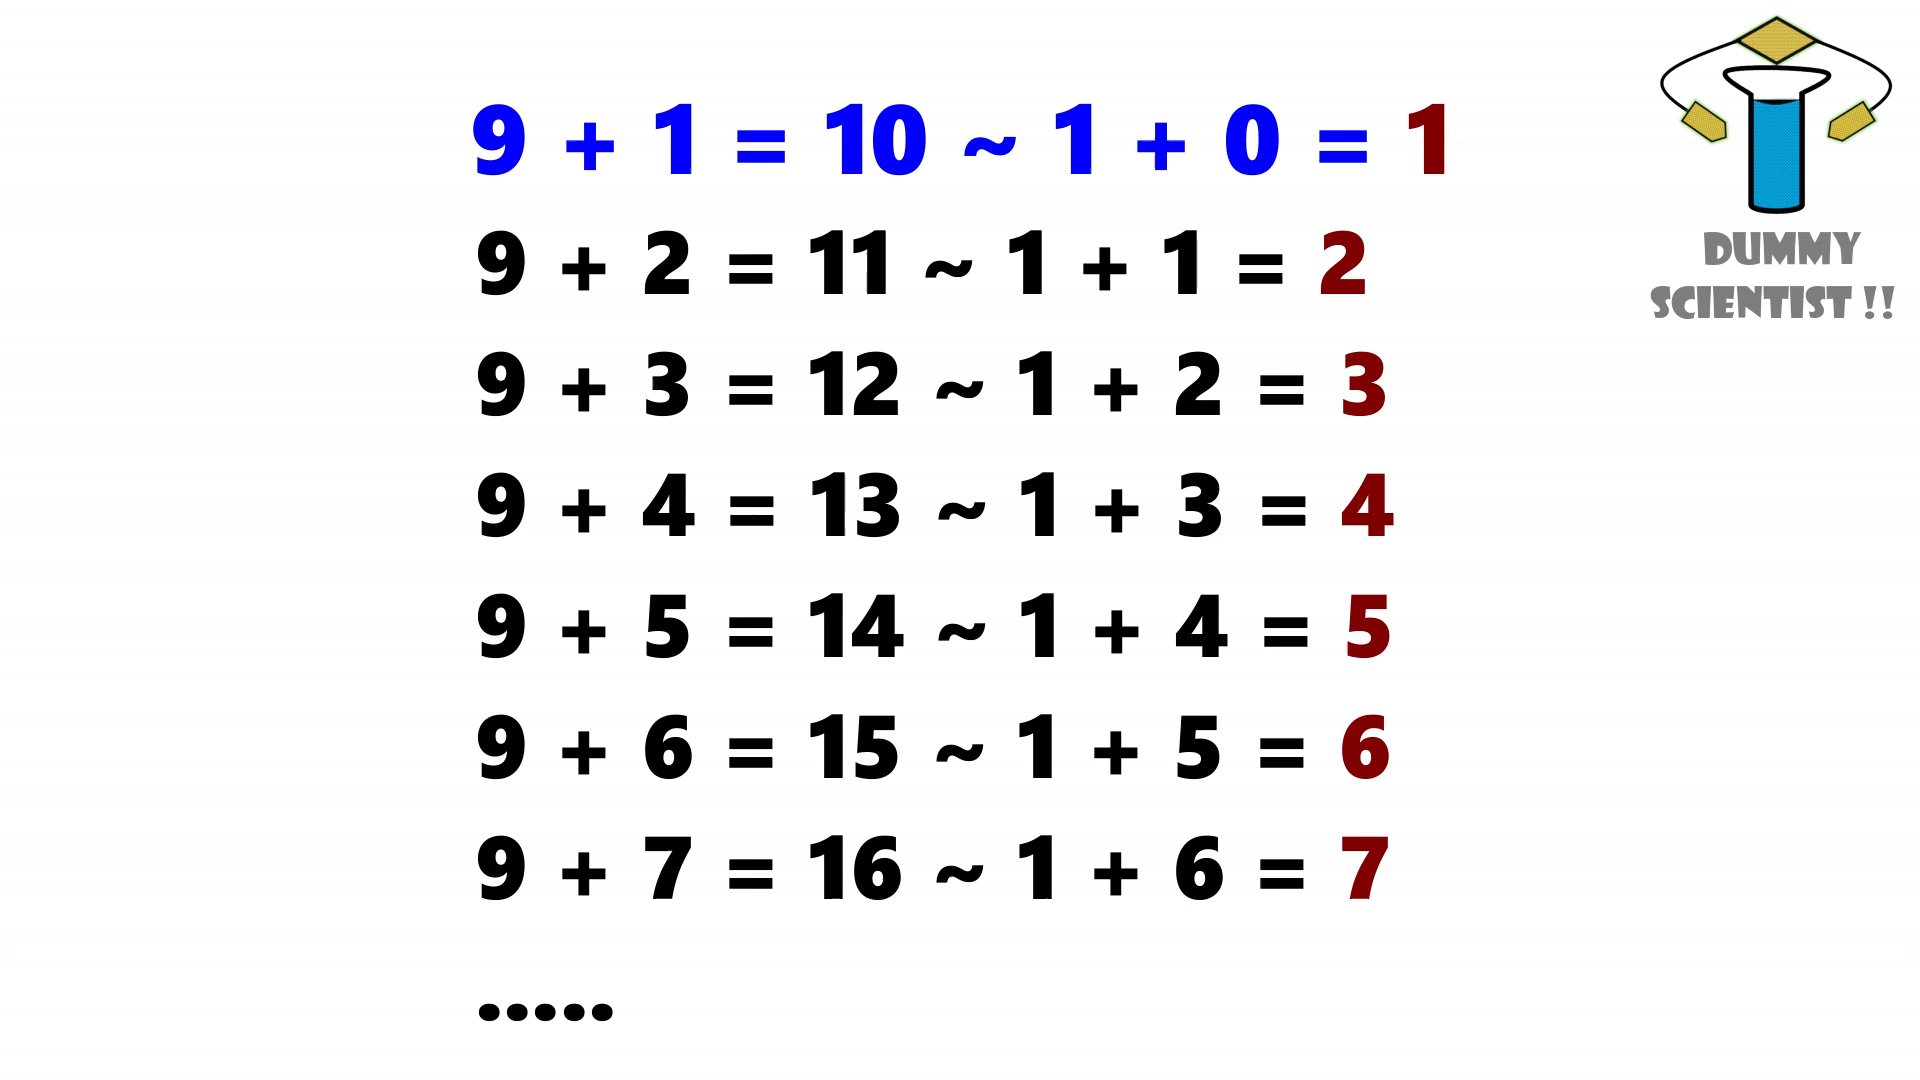 9 + 1 = 10 ~ 1 + 0 = 1
9 + 2 = 11 ~ 1 + 1 = 2
9 + 3 = 12 ~ 1 + 2 = 3
9 + 4 = 13 ~ 1 + 3 = 4
9 + 5 = 14 ~ 1 + 4 = 5
9 + 6 = 15 ~ 1 + 5 = 6
9 + 7 = 16 ~ 1 + 6 = 7
.....
DUMMY
SCIENTIST !!